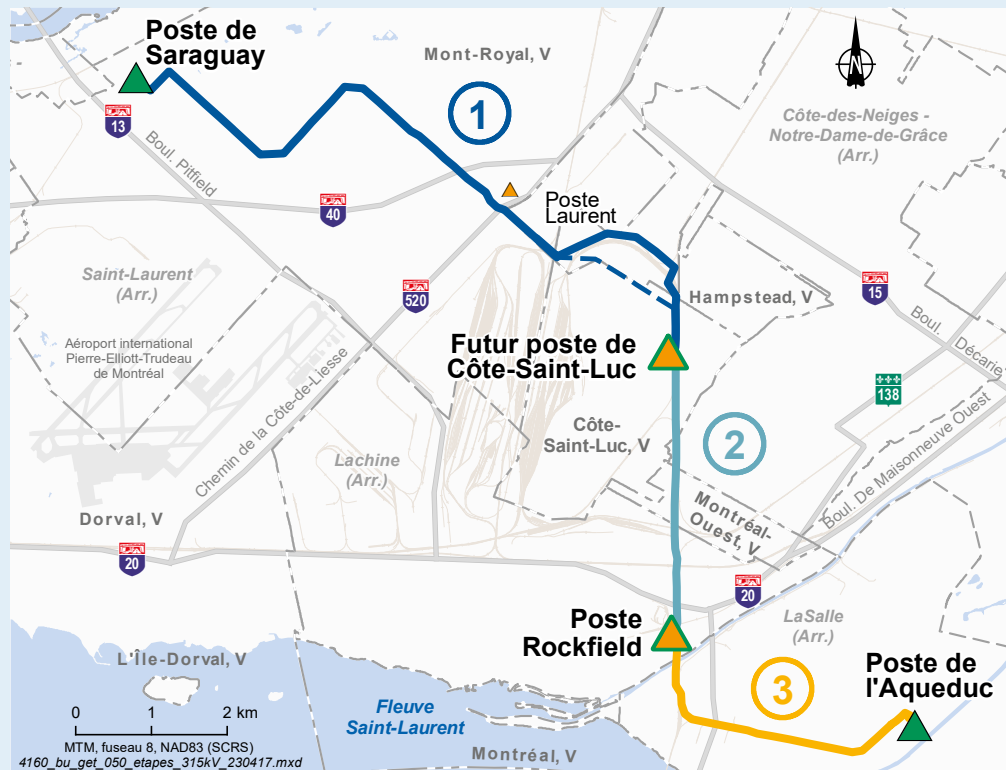 Poste de
Saraguay
Mont-Royal, V
1
13
Boul. Pitfield
Côte-des-Neiges -
Notre-Dame-de-Grâce
(Arr.)
40
Poste
Laurent
Saint-Laurent
(Arr.)
520
Hampstead, V
15
Boul. Décarie
Aéroport international
Pierre-Elliott-Trudeau
de Montréal
Futur poste de
Côte-Saint-Luc
138
Chemin de la Côte-de-Liesse
Côte-
Saint-Luc, V
2
Lachine
(Arr.)
Boul. De Maisonneuve Ouest
Montréal-
Ouest, V
Dorval, V
20
20
Poste
Rockfield
LaSalle
(Arr.)
L'Île-Dorval, V
3
Poste de
l'Aqueduc
Fleuve
Saint-Laurent
0 1 2 km
Montréal, V
MTM, fuseau 8, NAD83 (SCRS)
4160_bu_get_050_etapes_315kV_230417.mxd